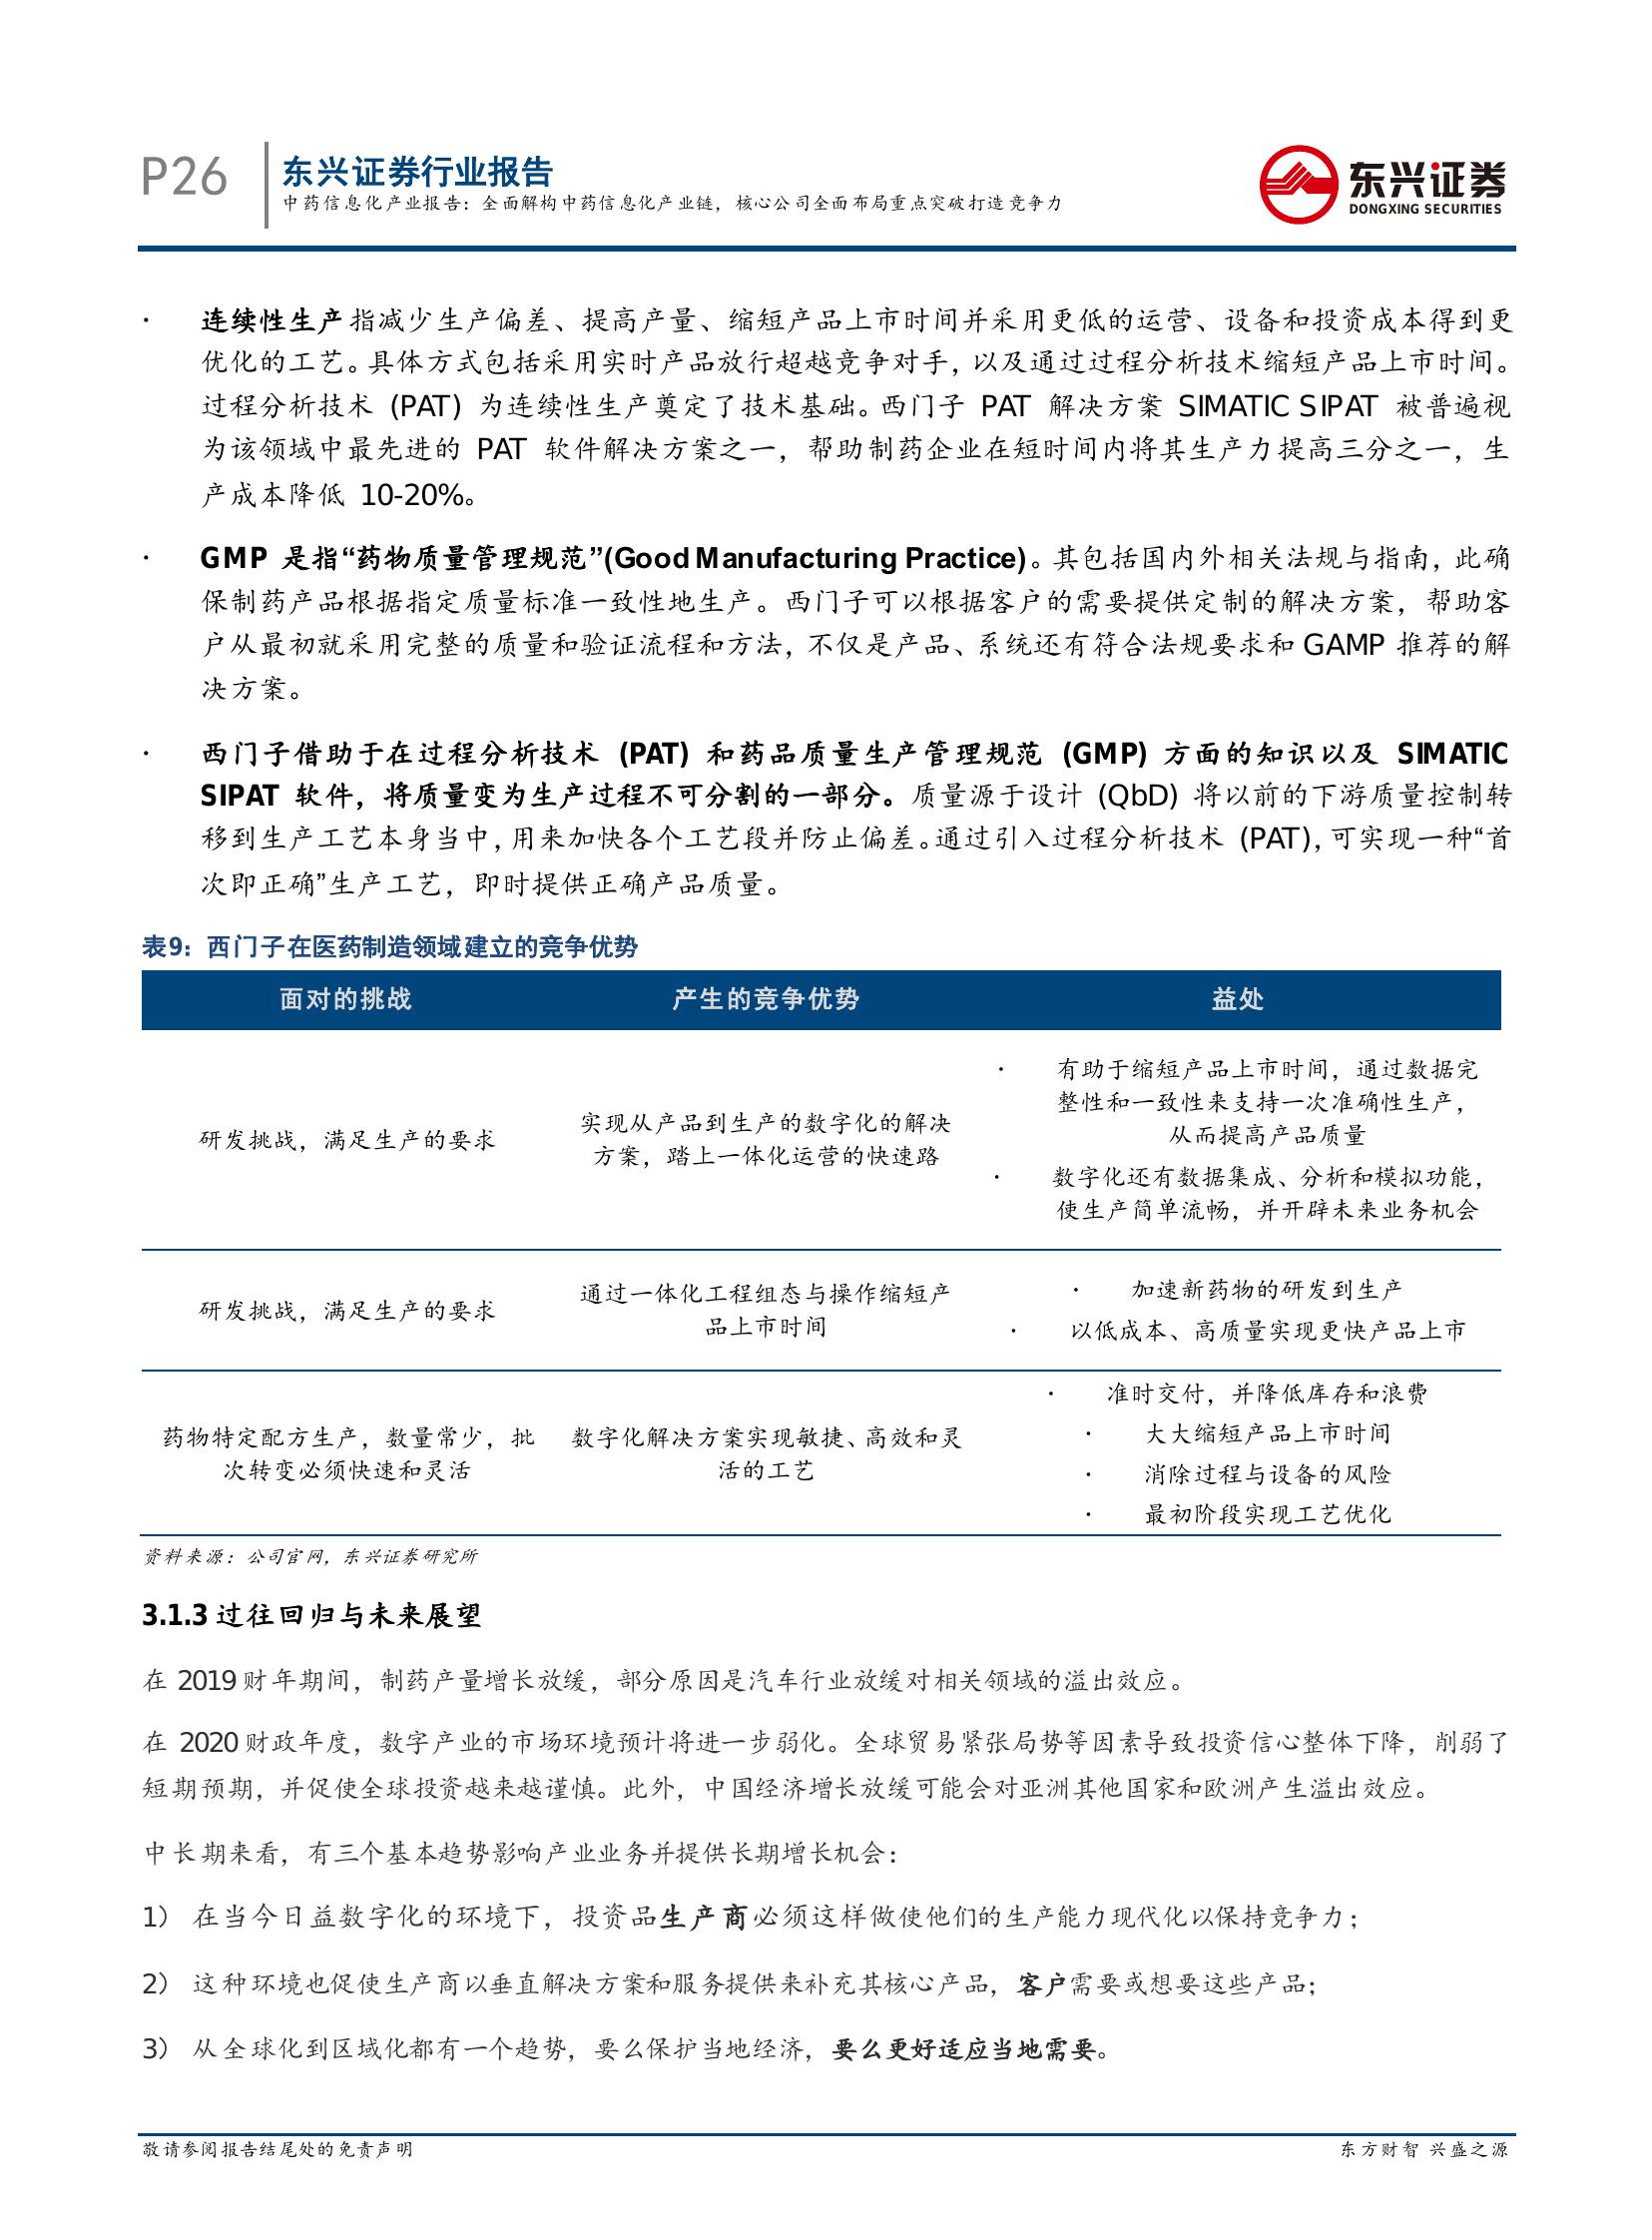 P26
东兴证券行业报告
中药信息化产业报告：全面解构中药信息化产业链，核心公司全面布局重点突破打造竞争力
东兴证券
DONGXING SECURITIES
· 连续性生产指减少生产偏差、提高产量、缩短产品上市时间并采用更低的运营、设备和投资成本得到更
优化的工艺。具体方式包括采用实时产品放行超越竞争对手，以及通过过程分析技术缩短产品上市时间。
过程分析技术 (PAT) 为连续性生产奠定了技术基础。西门子 PAT 解决方案 SIMATIC SIPAT 被普遍视
为该领域中最先进的 PAT 软件解决方案之一，帮助制药企业在短时间内将其生产力提高三分之一，生
产成本降低 10-20%。
· GMP 是指“药物质量管理规范”(Good Manufacturing Practice)。其包括国内外相关法规与指南，此确
保制药产品根据指定质量标准一致性地生产。西门子可以根据客户的需要提供定制的解决方案，帮助客
户从最初就采用完整的质量和验证流程和方法，不仅是产品、系统还有符合法规要求和 GAMP 推荐的解
决方案。
· 西门子借助于在过程分析技术 (PAT) 和药品质量生产管理规范 (GMP) 方面的知识以及 SIMATIC
SIPAT 软件，将质量变为生产过程不可分割的一部分。质量源于设计 (QbD) 将以前的下游质量控制转
移到生产工艺本身当中，用来加快各个工艺段并防止偏差。通过引入过程分析技术 (PAT)，可实现一种“首
次即正确”生产工艺，即时提供正确产品质量。
表9：西门子在医药制造领域建立的竞争优势
面对的挑战 产生的竞争优势 益处
研发挑战，满足生产的要求
实现从产品到生产的数字化的解决
方案，踏上一体化运营的快速路
· 有助于缩短产品上市时间，通过数据完
整性和一致性来支持一次准确性生产，
从而提高产品质量
· 数字化还有数据集成、分析和模拟功能，
使生产简单流畅，并开辟未来业务机会
研发挑战，满足生产的要求
通过一体化工程组态与操作缩短产
品上市时间
· 加速新药物的研发到生产
· 以低成本、高质量实现更快产品上市
药物特定配方生产，数量常少，批
次转变必须快速和灵活
数字化解决方案实现敏捷、高效和灵
活的工艺
· 准时交付，并降低库存和浪费
· 大大缩短产品上市时间
· 消除过程与设备的风险
· 最初阶段实现工艺优化
资料来源：公司官网，东兴证券研究所
3.1.3 过往回归与未来展望
在 2019 财年期间，制药产量增长放缓，部分原因是汽车行业放缓对相关领域的溢出效应。
在 2020 财政年度，数字产业的市场环境预计将进一步弱化。全球贸易紧张局势等因素导致投资信心整体下降，削弱了
短期预期，并促使全球投资越来越谨慎。此外，中国经济增长放缓可能会对亚洲其他国家和欧洲产生溢出效应。
中长期来看，有三个基本趋势影响产业业务并提供长期增长机会：
1） 在当今日益数字化的环境下，投资品生产商必须这样做使他们的生产能力现代化以保持竞争力；
2） 这种环境也促使生产商以垂直解决方案和服务提供来补充其核心产品，客户需要或想要这些产品；
3） 从全球化到区域化都有一个趋势，要么保护当地经济，要么更好适应当地需要。
敬请参阅报告结尾处的免责声明
东方财智 兴盛之源